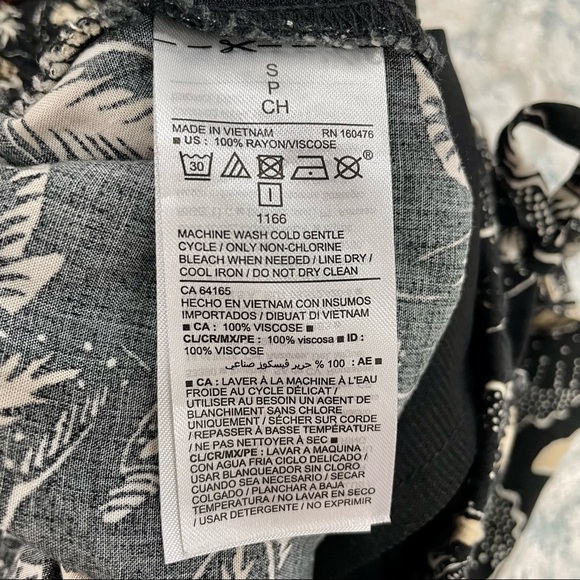 S
P
CH
MADE IN VIETNAM RN 160476
■ US : 100% RAYON/VISCOSE
30 ®
I
1166
MACHINE WASH COLD GENTLE
CYCLE / ONLY NON-CHLORINE
BLEACH WHEN NEEDED / LINE DRY /
COOL IRON / DO NOT DRY CLEAN
CA 64165
HECHO EN VIETNAM CON INSUMOS
IMPORTADOS / DIBUAT DI VIETNAM
■ CA : 100% VISCOSE ■
CL/CR/MX/PE : 100% viscosa ■ ID :
100% VISCOSE ■
AE : 100 % حرير فيسكوز صناعي
■ CA : LAVER À LA MACHINE À L'EAU
FROIDE AU CYCLE DÉLICAT /
UTILISER AU BESOIN UN AGENT DE
BLANCHIMENT SANS CHLORE
UNIQUEMENT / SÉCHER SUR CORDE
/ REPASSER À BASSE TEMPÉRATURE
/ NE PAS NETTOYER À SEC ■
CL/CR/MX/PE : LAVAR A MAQUINA
CON AGUA FRIA CICLO DELICADO /
USAR BLANQUEADOR SIN CLORO
CUANDO SEA NECESARIO / SECAR
COLGADO / PLANCHAR A BAJA
TEMPERATURA / NO LAVAR EN SECO
/ USAR DETERGENTE / NO EXPRIMIR